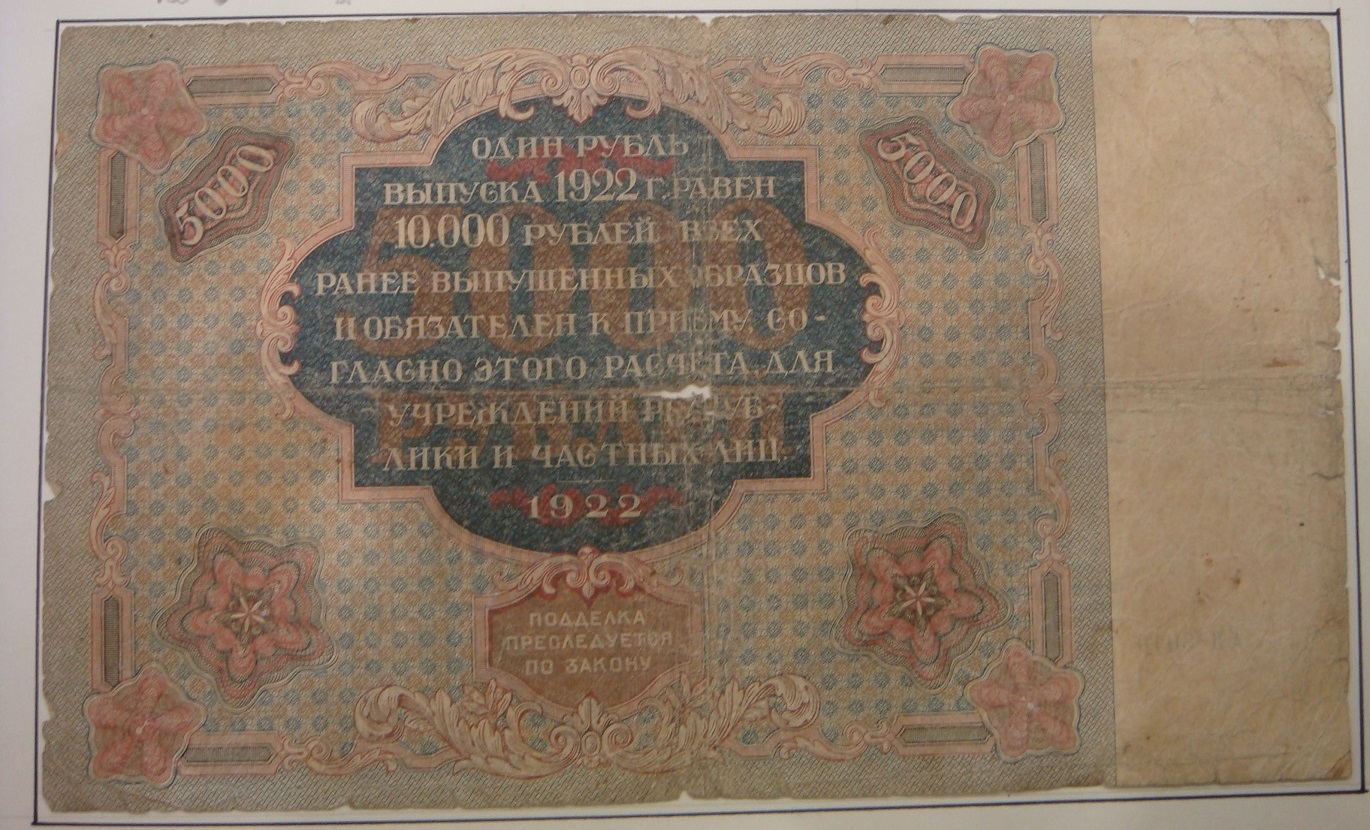 5000
5000
ОДИН РУБЛЬ
ВЫПУСКА 1922 Г. РАВЕН
10.000 РУБЛЕЙ ВСЕХ
РАНЕЕ ВЫПУЩЕННЫХ ОБРАЗЦОВ
И ОБЯЗАТЕЛЕН К ПРИЕМУ, СО-
ГЛАСНО ЭТОГО РАСЧЕТА, ДЛЯ
УЧРЕЖДЕНИЙ РЕСПУБ-
ЛИКИ И ЧАСТНЫХ ЛИЦ.
5000
РУБЛЕЙ
1922
ПОДДЕЛКА
ПРЕСЛЕДУЕТСЯ
ПО ЗАКОНУ